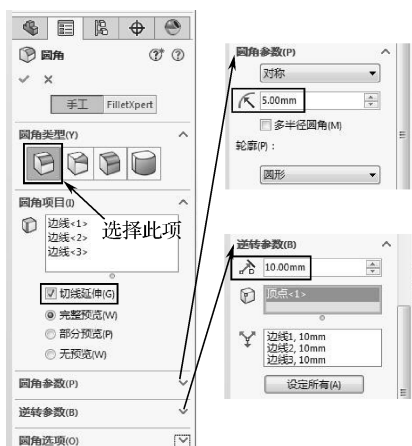 圆角
手工
FilletXpert
圆角类型(Y)
选择此项
圆角项目(I)
边线<1>
边线<2>
边线<3>
切线延伸(G)
完整预览(W)
部分预览(P)
无预览(W)
圆角参数(P)
逆转参数(B)
圆角选项(O)
圆角参数(P)
对称
5.00mm
多半径圆角(M)
轮廓(P)：
圆形
逆转参数(B)
10.00mm
顶点<1>
边线1, 10mm
边线2, 10mm
边线3, 10mm
设定所有(A)